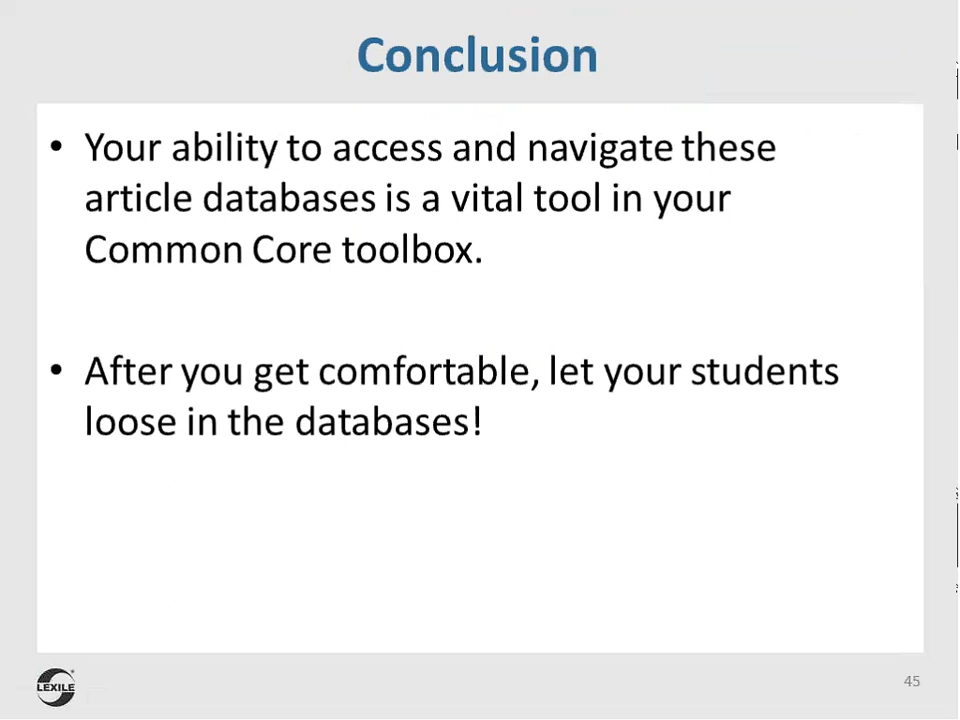 Conclusion
• Your ability to access and navigate these
article databases is a vital tool in your
Common Core toolbox.
• After you get comfortable, let your students
loose in the databases!
LEXILE
45